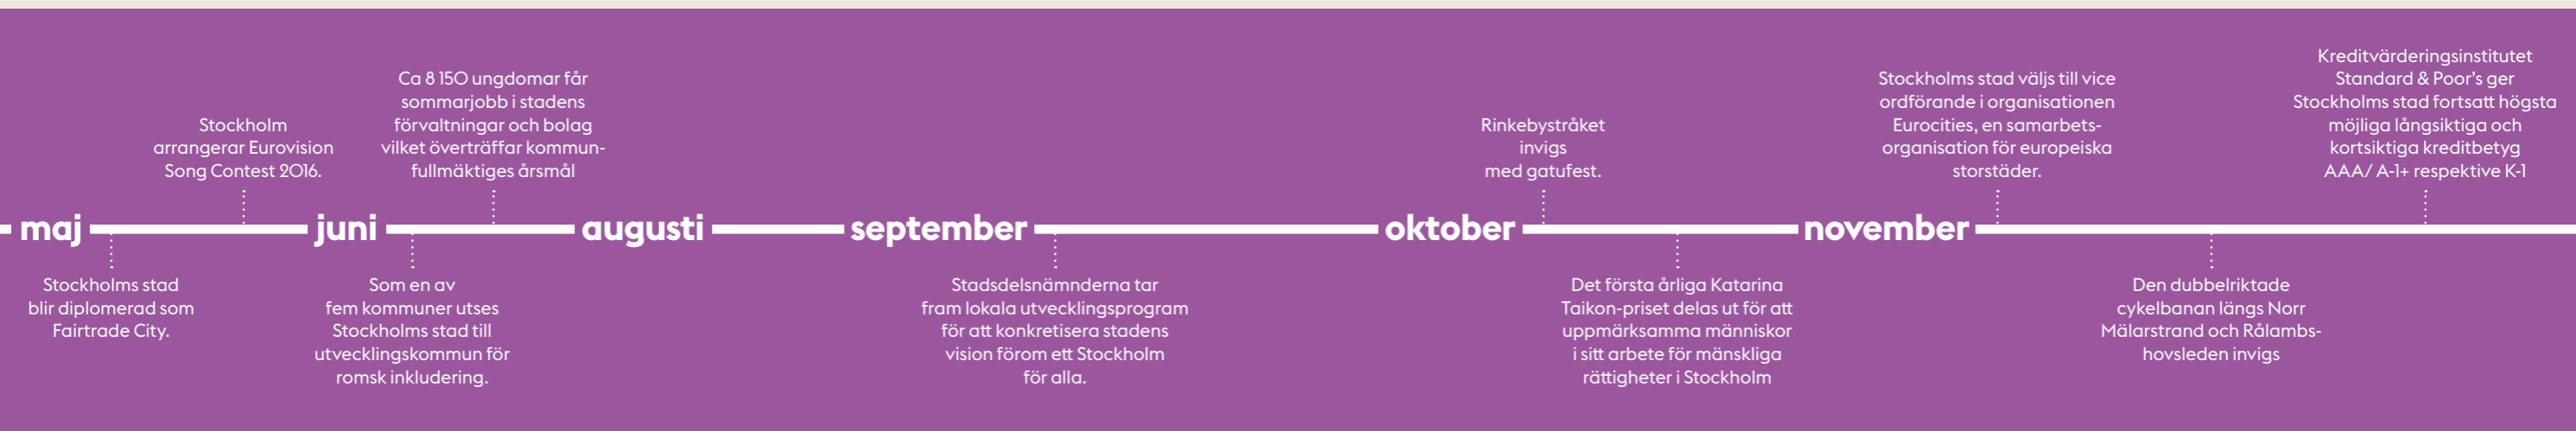 maj
Stockholms stad
blir diplomerad som
Fairtrade City.
Stockholm
arrangerar Eurovision
Song Contest 2016.
juni
Som en av
fem kommuner utses
Stockholms stad till
utvecklingskommun för
romsk inkludering.
Ca 8 150 ungdomar får
sommarjobb i stadens
förvaltningar och bolag
vilket överträffar kommun-
fullmäktiges årsmål
augusti
september
Stadsdelsnämnderna tar
fram lokala utvecklingsprogram
för att konkretisera stadens
vision förom ett Stockholm
för alla.
oktober
Rinkebystråket
invigs
med gatufest.
Det första årliga Katarina
Taikon-priset delas ut för att
uppmärksamma människor
i sitt arbete för mänskliga
rättigheter i Stockholm
november
Stockholms stad väljs till vice
ordförande i organisationen
Eurocities, en samarbets-
organisation för europeiska
storstäder.
Den dubbelriktade
cykelbanan längs Norr
Mälarstrand och Rålambs-
hovsleden invigs
Kreditvärderingsinstitutet
Standard & Poor's ger
Stockholms stad fortsatt högsta
möjliga långsiktiga och
kortsiktiga kreditbetyg
AAA/ A-1+ respektive K-1